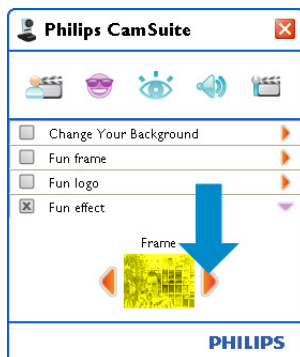 Philips CamSuite
Change Your Background
Fun frame
Fun logo
Fun effect
Frame
PHILIPS